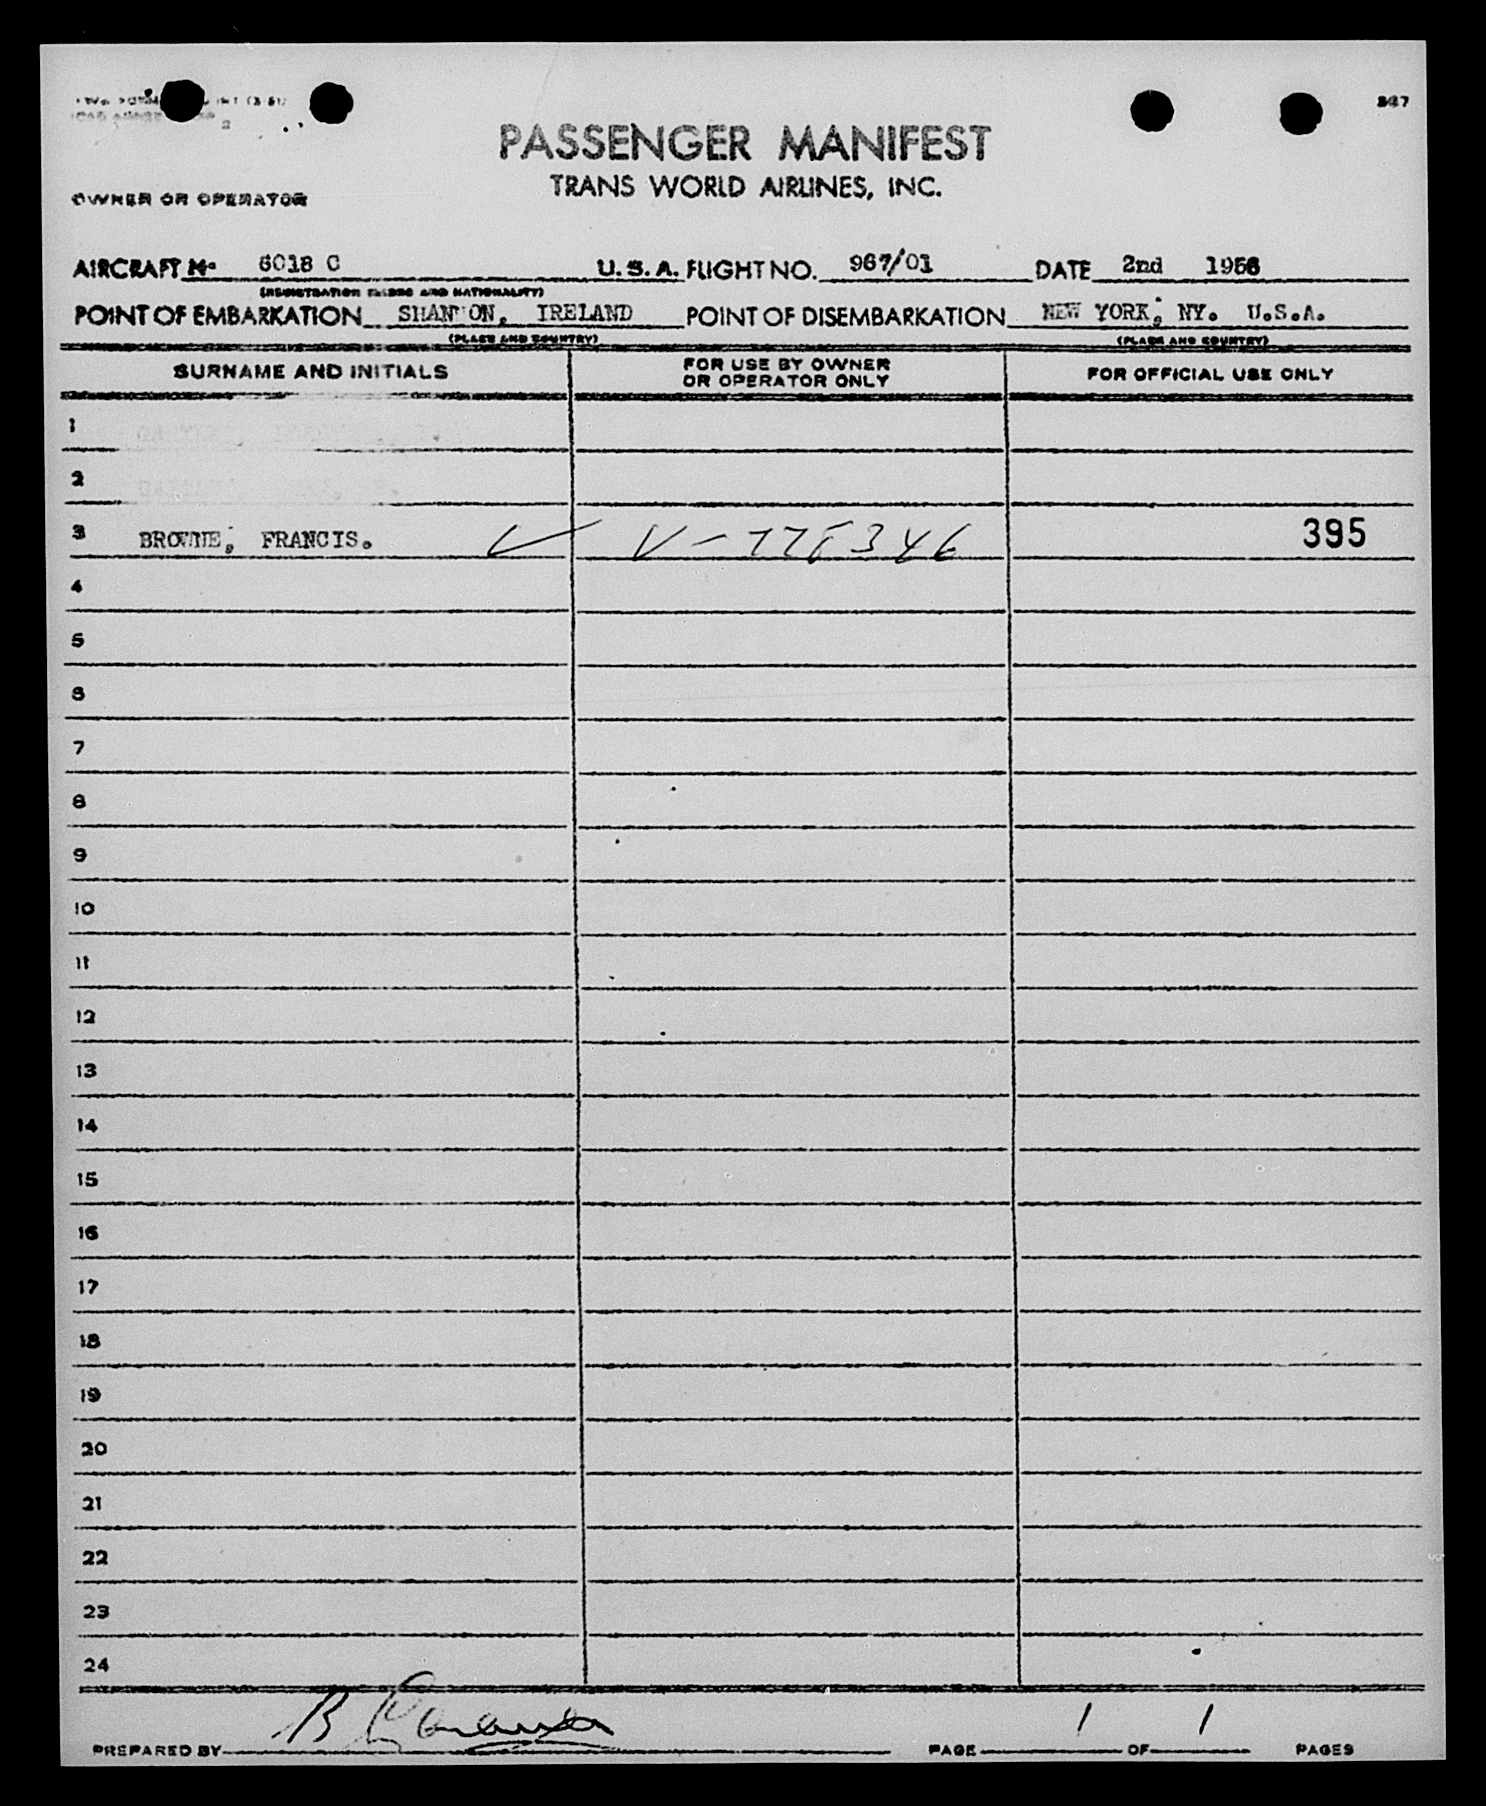 347
PASSENGER MANIFEST
TRANS WORLD AIRLINES, INC.
OWNER OR OPERATOR
AIRCRAFT No 6018 C U.S.A. FLIGHT NO. 967/01 DATE 2nd 1956
(REGISTRATION MARKS AND NATIONALITY)
POINT OF EMBARKATION SHANNON, IRELAND POINT OF DISEMBARKATION NEW YORK, NY. U.S.A.
(PLACE AND COUNTRY) (PLACE AND COUNTRY)
SURNAME AND INITIALS FOR USE BY OWNER OR OPERATOR ONLY FOR OFFICIAL USE ONLY
1
2
3 BROWNE, FRANCIS. V-778346 395
4
5
6
7
8
9
10
11
12
13
14
15
16
17
18
19
20
21
22
23
24
PREPARED BY B PAGE 1 OF 1 PAGES